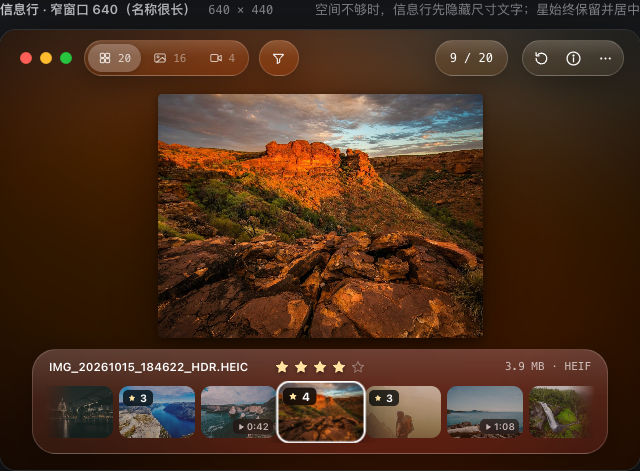 信息行 · 窄窗口 640（名称很长） 640 × 440 空间不够时，信息行先隐藏尺寸文字；星始终保留并居中
20 16 4 9 / 20
IMG_20261015_184622_HDR.HEIC 3.9 MB · HEIF
3 0:42 4 3 1:08